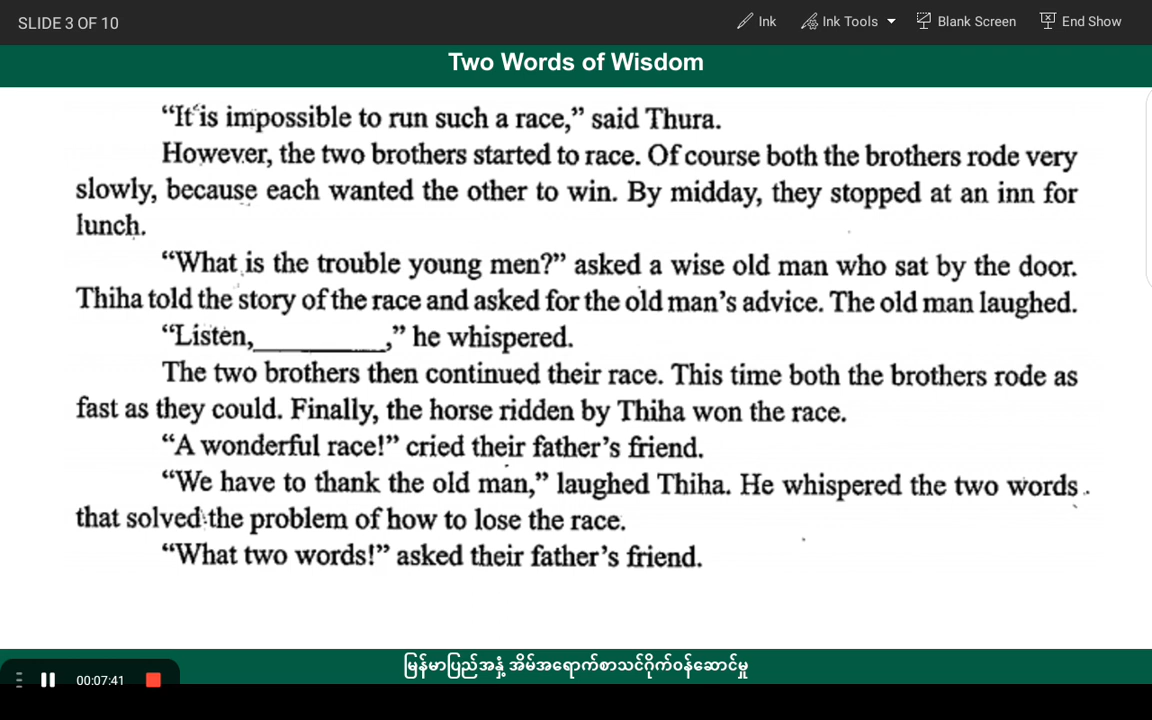 SLIDE 3 OF 10
Ink
Ink Tools
Blank Screen
End Show
Two Words of Wisdom
“It is impossible to run such a race,” said Thura.
However, the two brothers started to race. Of course both the brothers rode very
slowly, because each wanted the other to win. By midday, they stopped at an inn for
lunch.
“What is the trouble young men?” asked a wise old man who sat by the door.
Thiha told the story of the race and asked for the old man’s advice. The old man laughed.
“Listen,__________,” he whispered.
The two brothers then continued their race. This time both the brothers rode as
fast as they could. Finally, the horse ridden by Thiha won the race.
“A wonderful race!” cried their father’s friend.
“We have to thank the old man,” laughed Thiha. He whispered the two words
that solved the problem of how to lose the race.
“What two words!” asked their father’s friend.
မြန်မာပြည်အနှံ့ အိမ်အရောက်စာသင်ဝိုက်ဝန်ဆောင်မှု
00:07:41